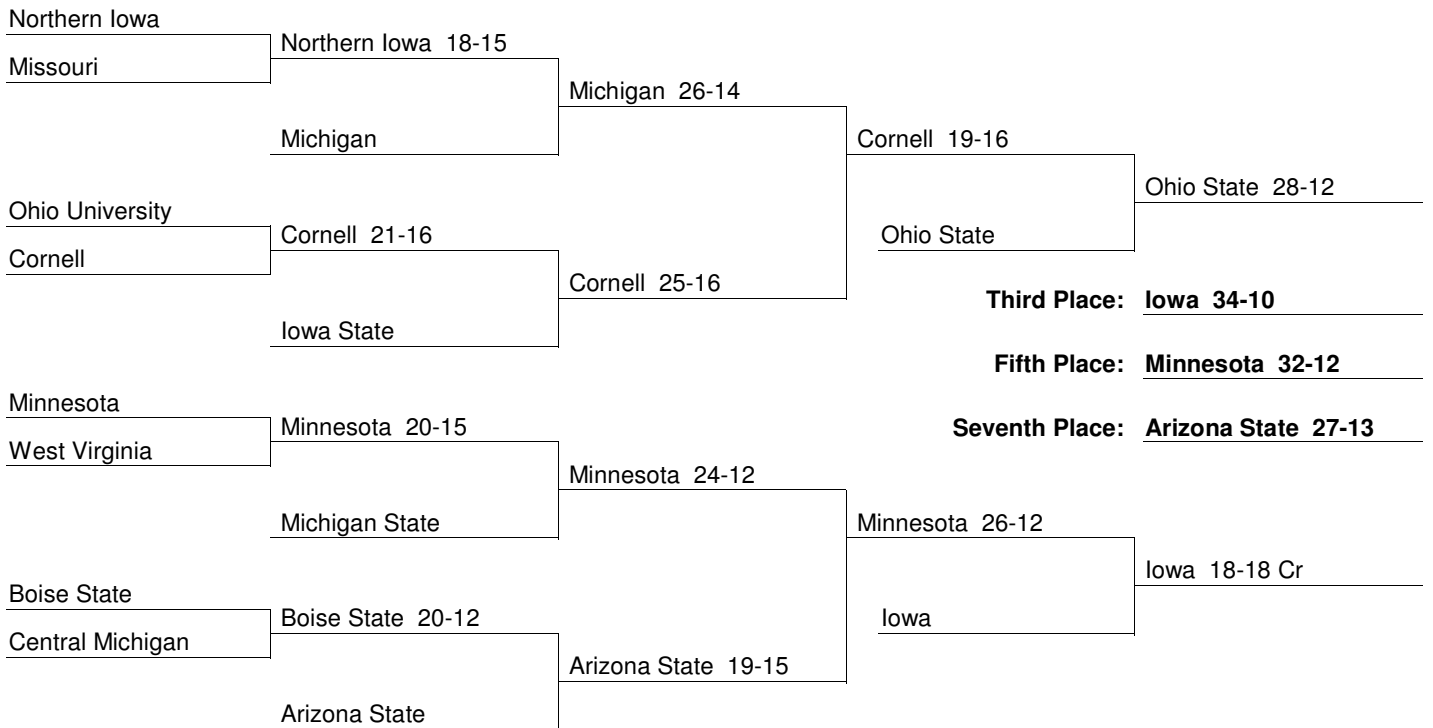 Northern Iowa
Northern Iowa 18-15
Missouri
Michigan 26-14
Michigan
Cornell 19-16
Ohio State 28-12
Ohio University
Cornell 21-16
Ohio State
Cornell
Cornell 25-16
Third Place: Iowa 34-10
Iowa State
Fifth Place: Minnesota 32-12
Minnesota
Minnesota 20-15
Seventh Place: Arizona State 27-13
West Virginia
Minnesota 24-12
Michigan State
Minnesota 26-12
Iowa 18-18 Cr
Boise State
Boise State 20-12
Iowa
Central Michigan
Arizona State 19-15
Arizona State